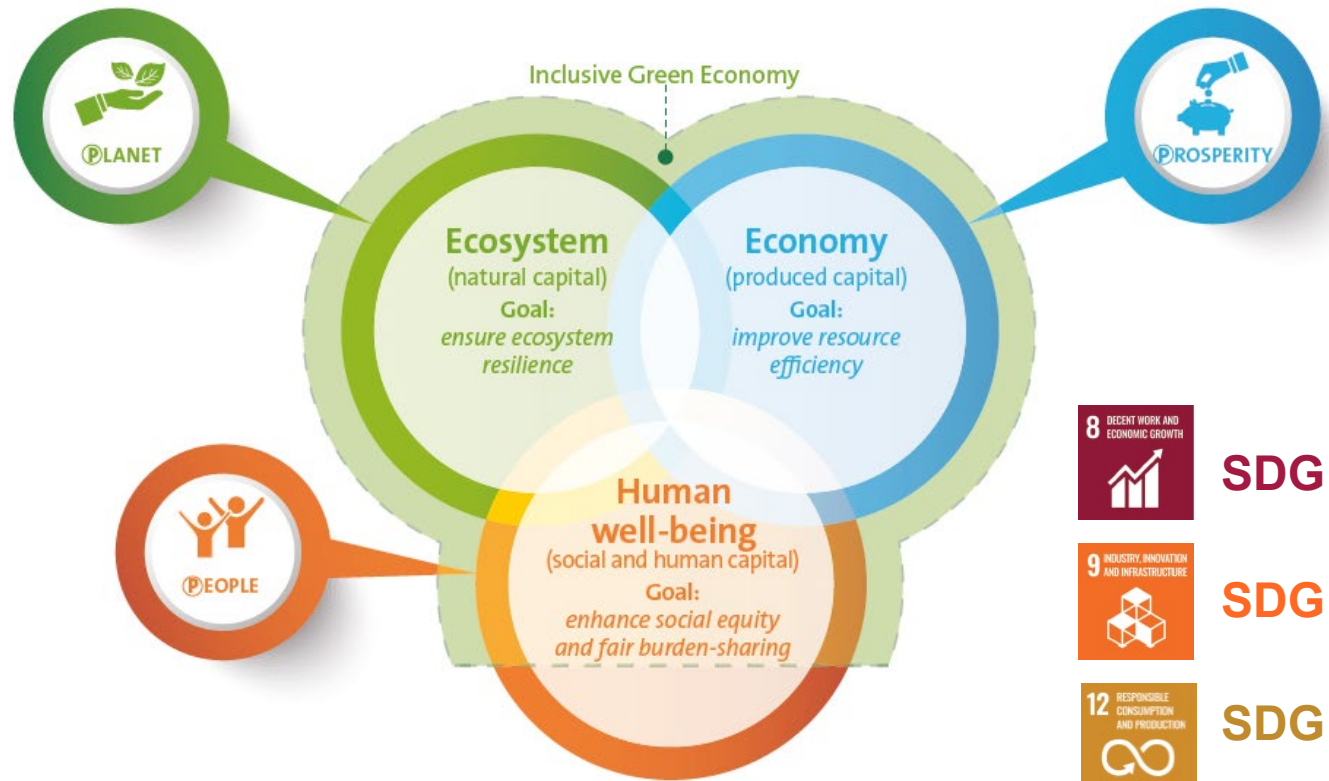 Inclusive Green Economy
ⓅLANET
ⓅROSPERITY
Ecosystem
(natural capital)
Goal:
ensure ecosystem
resilience
Economy
(produced capital)
Goal:
improve resource
efficiency
ⓅEOPLE
Human
well-being
(social and human capital)
Goal:
enhance social equity
and fair burden-sharing
8 DECENT WORK AND
ECONOMIC GROWTH
SDG
9 INDUSTRY, INNOVATION
AND INFRASTRUCTURE
SDG
12 RESPONSIBLE
CONSUMPTION
AND PRODUCTION
SDG